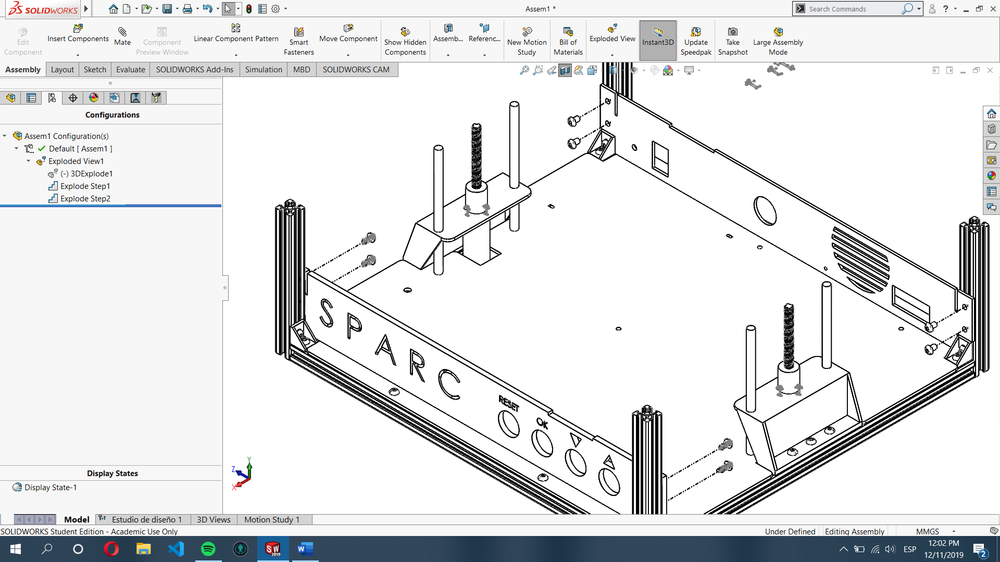 SOLIDWORKS
Assem1 *
Search Commands
?
Edit Component
Insert Components
Mate
Component Preview Window
Linear Component Pattern
Smart Fasteners
Move Component
Show Hidden Components
Assemb...
Referenc...
New Motion Study
Bill of Materials
Exploded View
Instant3D
Update Speedpak
Take Snapshot
Large Assembly Mode
Assembly
Layout
Sketch
Evaluate
SOLIDWORKS Add-Ins
Simulation
MBD
SOLIDWORKS CAM
Configurations
Assem1 Configuration(s)
Default [ Assem1 ]
Exploded View1
(-) 3DExplode1
Explode Step1
Explode Step2
SPARC
RESET
OK
Y
Z
X
Display States
Display State-1
Model
Estudio de diseño 1
3D Views
Motion Study 1
SOLIDWORKS Student Edition - Academic Use Only
Under Defined
Editing Assembly
MMGS
SW
2019
W
ESP
12:02 PM
12/11/2019
2